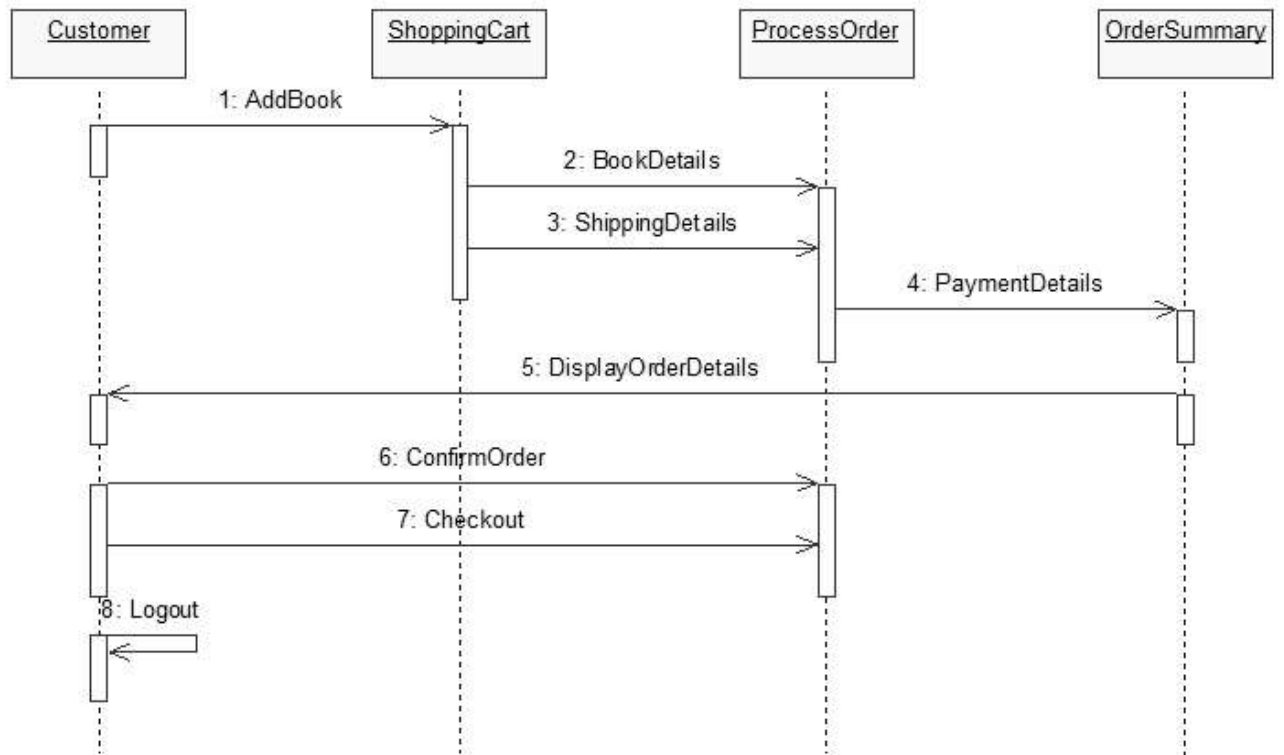 Customer
ShoppingCart
ProcessOrder
OrderSummary
1: AddBook
2: BookDetails
3: ShippingDetails
4: PaymentDetails
5: DisplayOrderDetails
6: ConfirmOrder
7: Checkout
8: Logout